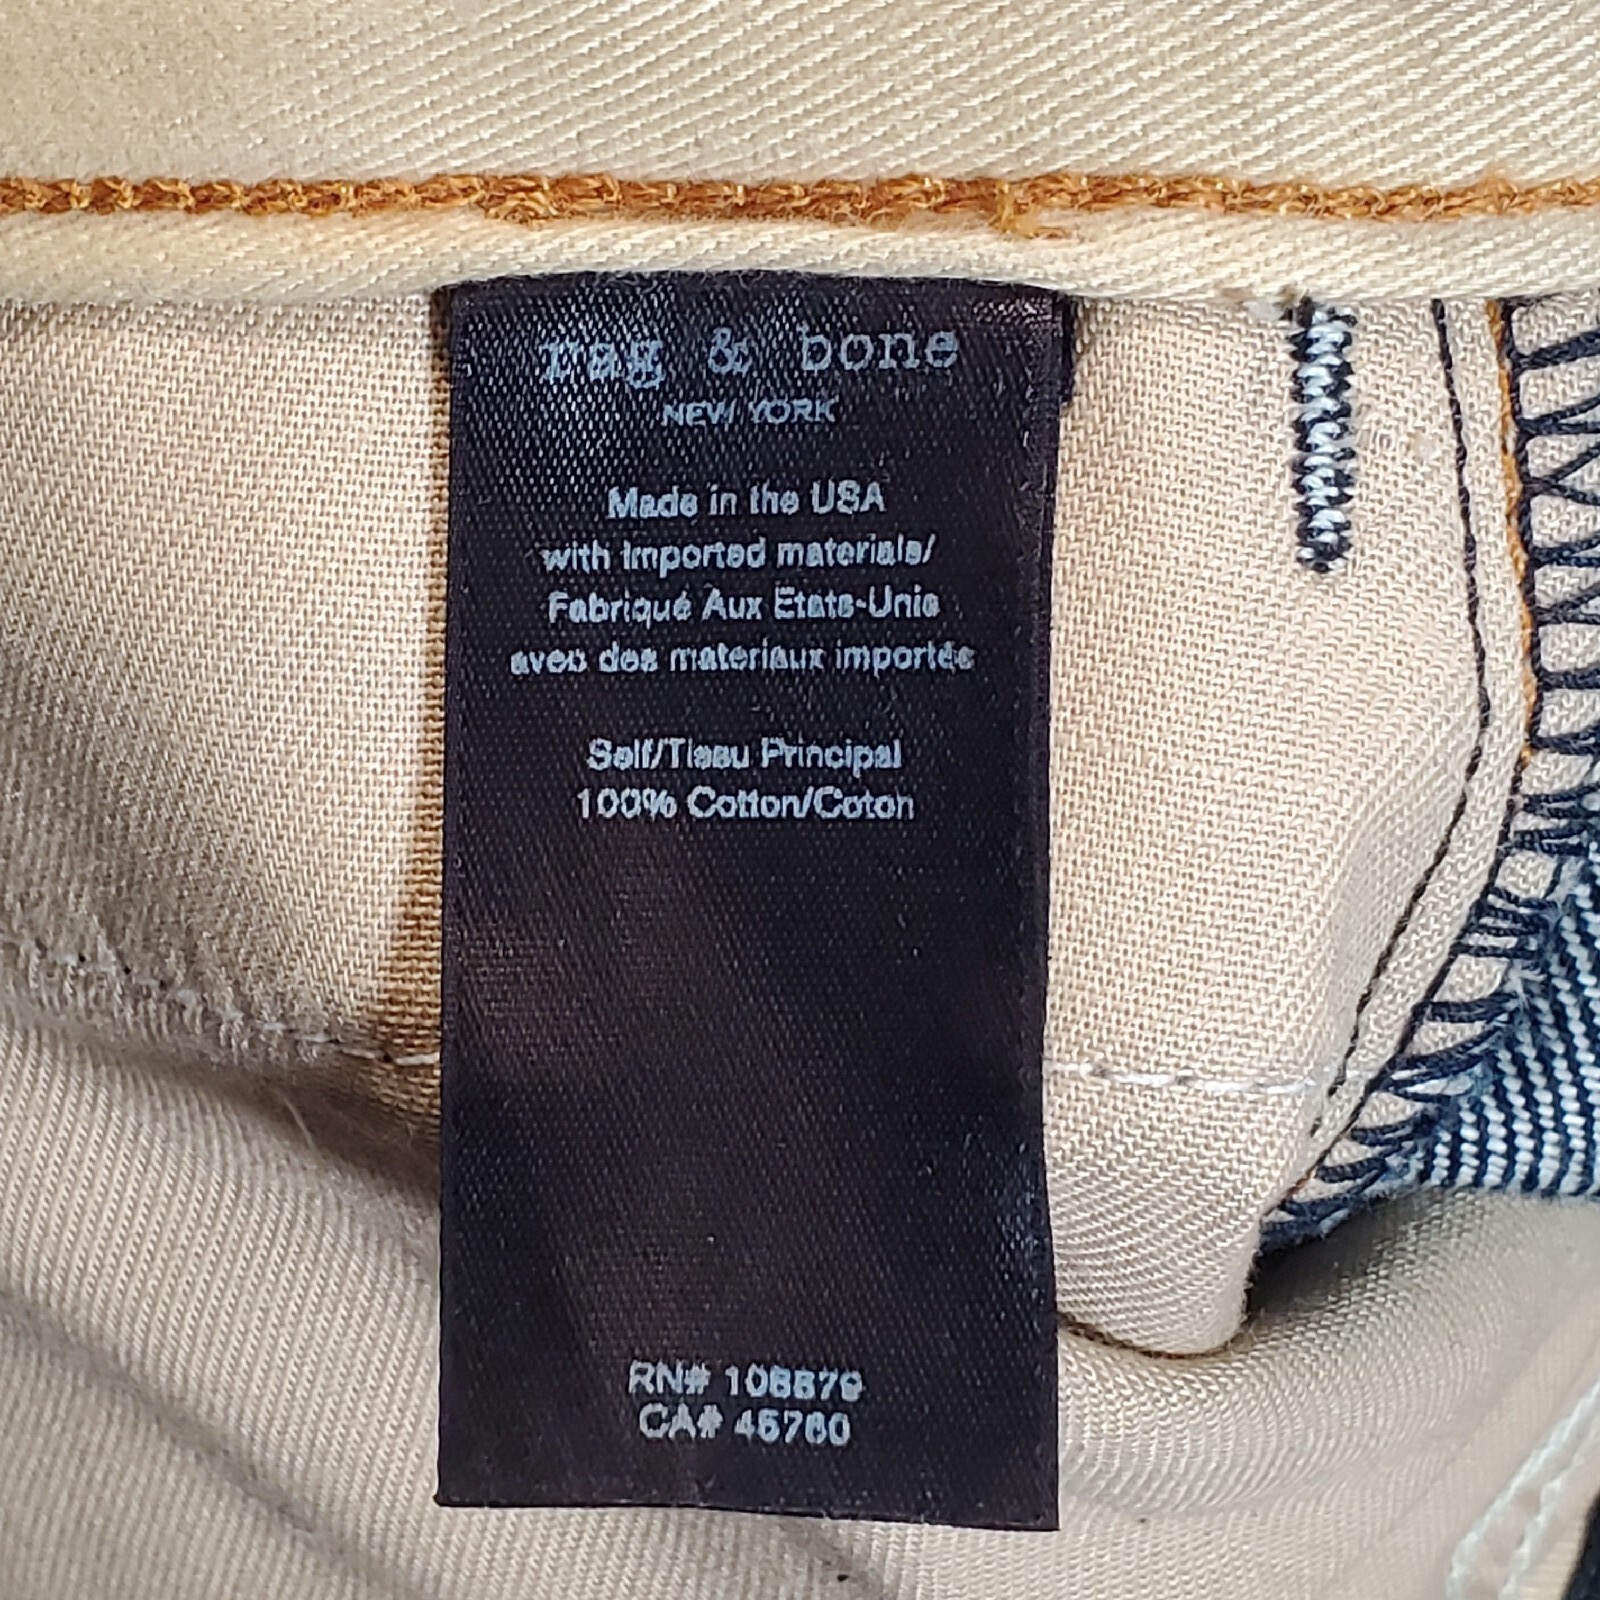 rag & bone
NEW YORK
Made in the USA
with Imported materials/
Fabriqué Aux Etats-Unis
avec des materiaux importés
Self/Tissu Principal
100% Cotton/Coton
RN# 108879
CA# 45760